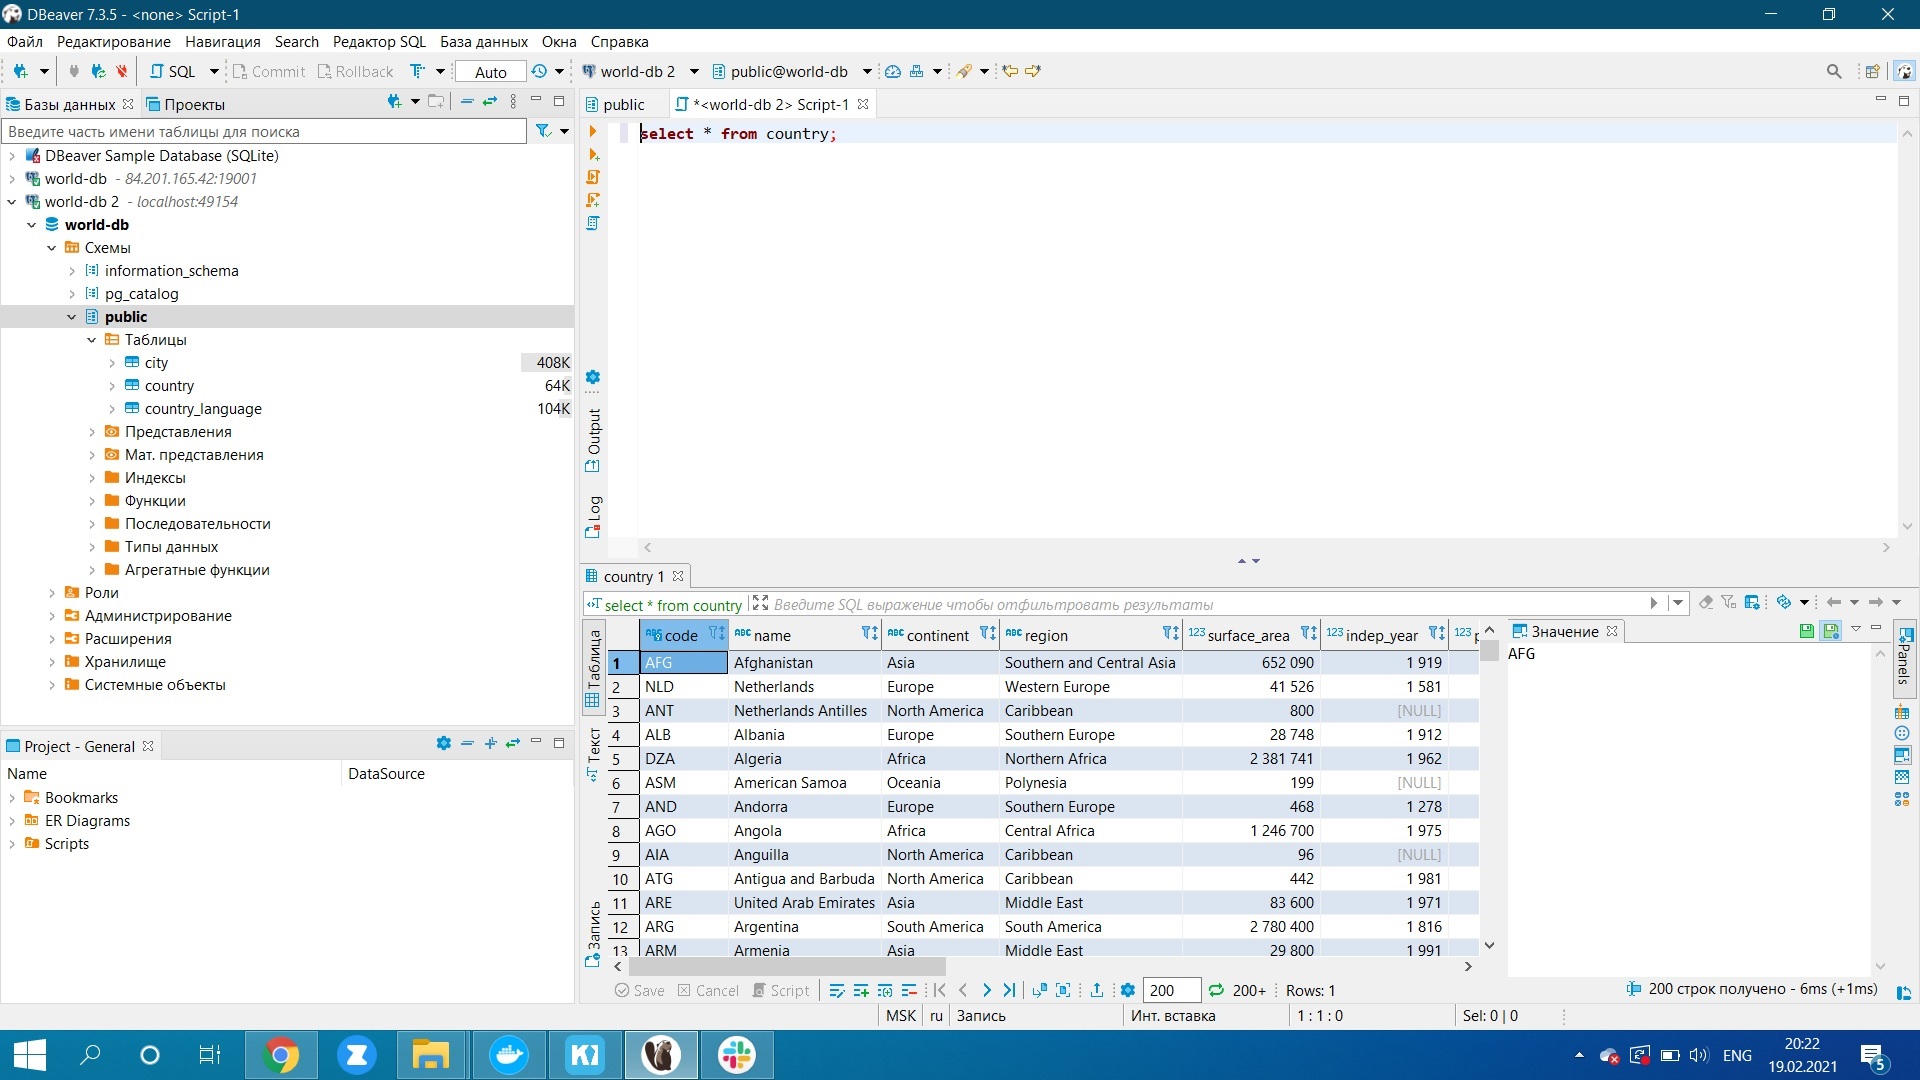 DBeaver 7.3.5 - <none> Script-1
Файл Редактирование Навигация Search Редактор SQL База данных Окна Справка
SQL Commit Rollback Auto world-db 2 public@world-db
Базы данных Проекты
Введите часть имени таблицы для поиска
DBeaver Sample Database (SQLite)
world-db - 84.201.165.42:19001
world-db 2 - localhost:49154
world-db
Схемы
information_schema
pg_catalog
public
Таблицы
city 408K
country 64K
country_language 104K
Представления
Мат. представления
Индексы
Функции
Последовательности
Типы данных
Агрегатные функции
Роли
Администрирование
Расширения
Хранилище
Системные объекты
Project - General
Name DataSource
Bookmarks
ER Diagrams
Scripts
public *<world-db 2> Script-1
select * from country;
Output
Log
country 1
select * from country Введите SQL выражение чтобы отфильтровать результаты
Таблица
Текст
Запись
ABC code ABC name ABC continent ABC region 123 surface_area 123 indep_year 123
1 AFG Afghanistan Asia Southern and Central Asia 652 090 1 919
2 NLD Netherlands Europe Western Europe 41 526 1 581
3 ANT Netherlands Antilles North America Caribbean 800 [NULL]
4 ALB Albania Europe Southern Europe 28 748 1 912
5 DZA Algeria Africa Northern Africa 2 381 741 1 962
6 ASM American Samoa Oceania Polynesia 199 [NULL]
7 AND Andorra Europe Southern Europe 468 1 278
8 AGO Angola Africa Central Africa 1 246 700 1 975
9 AIA Anguilla North America Caribbean 96 [NULL]
10 ATG Antigua and Barbuda North America Caribbean 442 1 981
11 ARE United Arab Emirates Asia Middle East 83 600 1 971
12 ARG Argentina South America South America 2 780 400 1 816
13 ARM Armenia Asia Middle East 29 800 1 991
Значение
AFG
Panels
Save Cancel Script 200 200+ Rows: 1
200 строк получено - 6ms (+1ms)
MSK ru Запись Инт. вставка 1 : 1 : 0 Sel: 0 | 0
ENG
20:22
19.02.2021
5